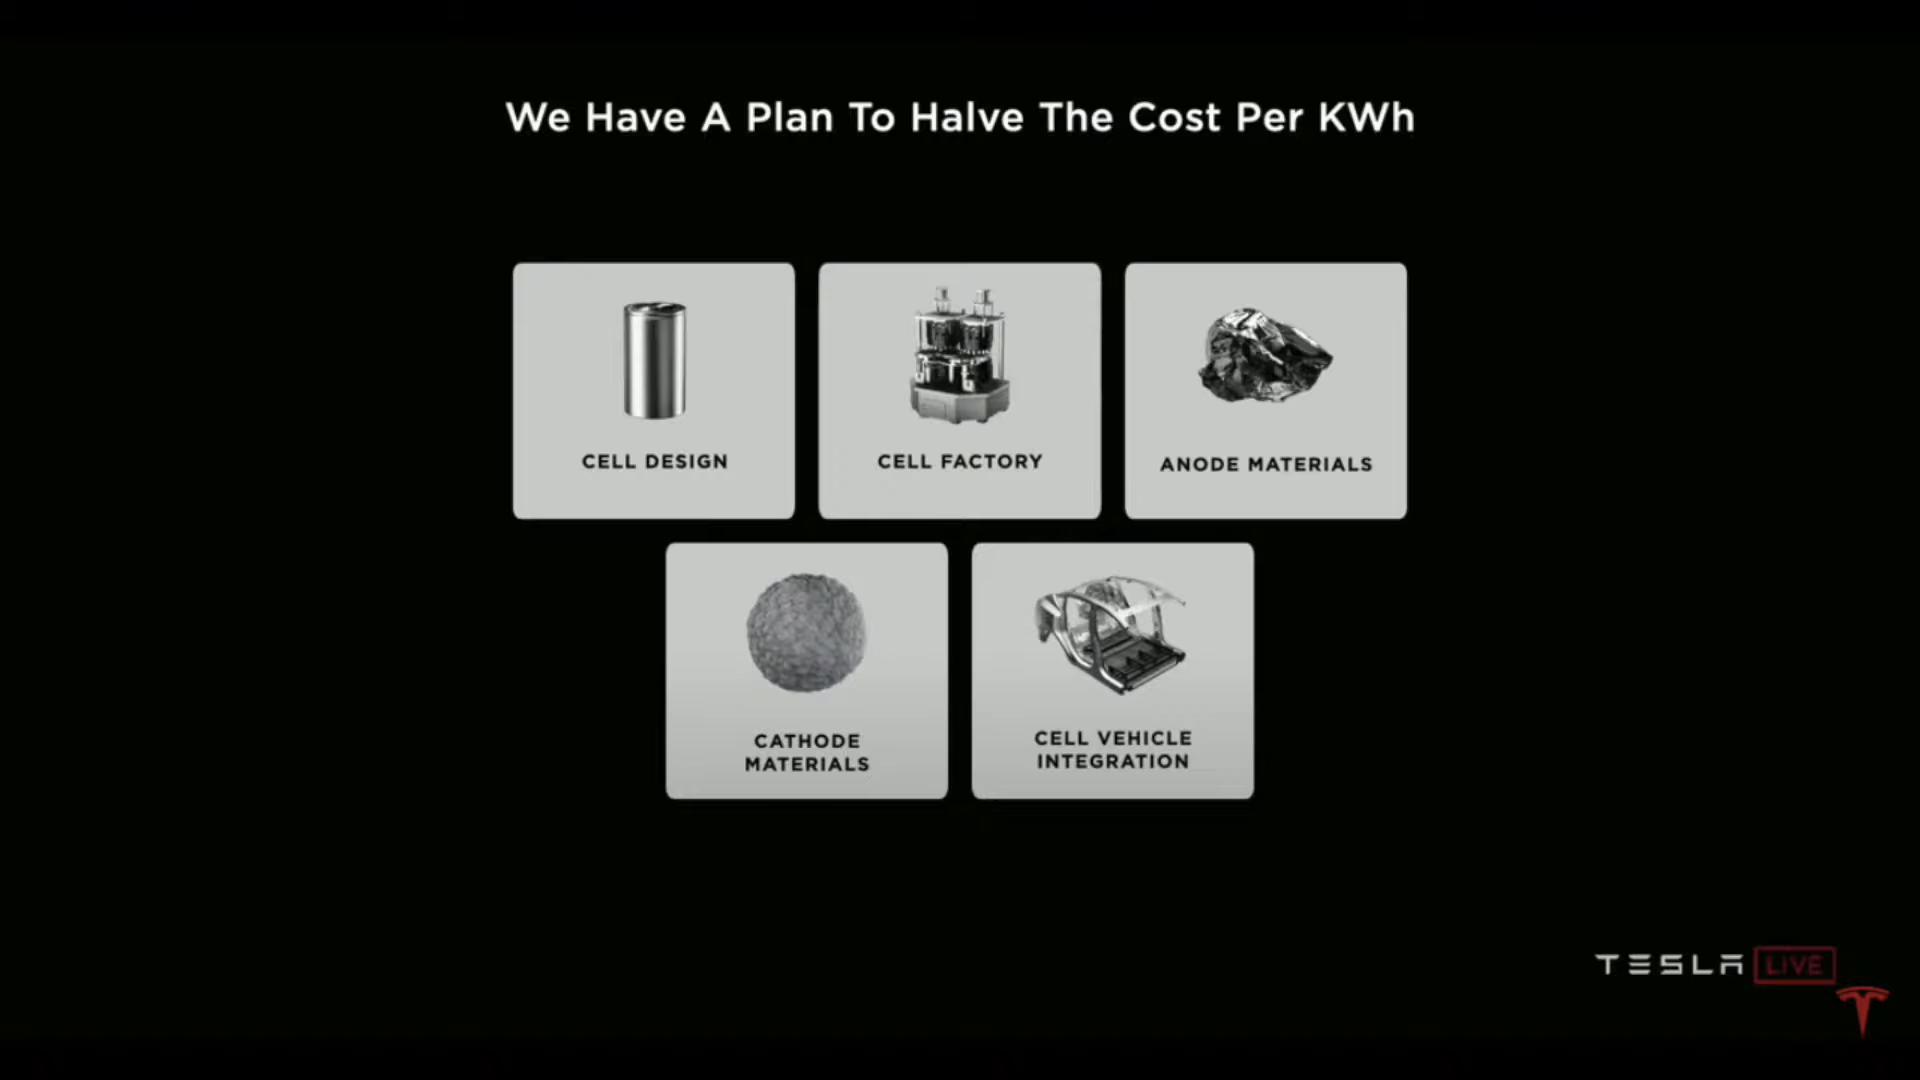 We Have A Plan To Halve The Cost Per KWh
CELL DESIGN
CELL FACTORY
ANODE MATERIALS
CATHODE
MATERIALS
CELL VEHICLE
INTEGRATION
TESLA LIVE